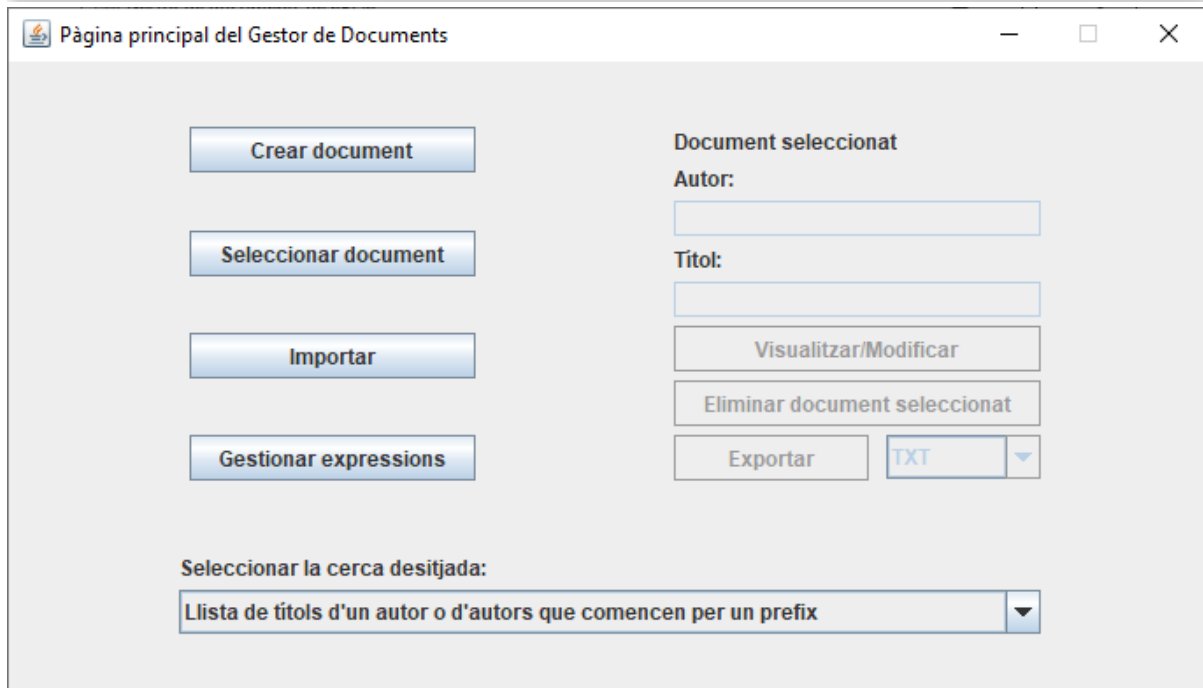 Pàgina principal del Gestor de Documents
Crear document
Seleccionar document
Importar
Gestionar expressions
Document seleccionat
Autor:
Títol:
Visualitzar/Modificar
Eliminar document seleccionat
Exportar
TXT
Seleccionar la cerca desitjada:
Llista de títols d'un autor o d'autors que comencen per un prefix